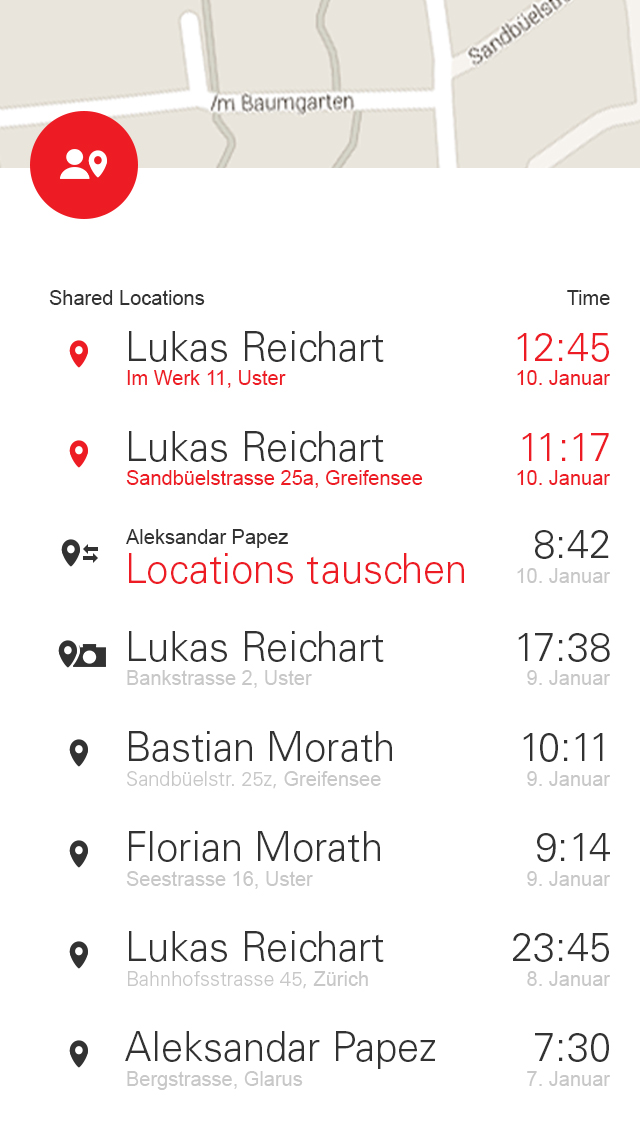 Sandbüelstr
Im Baumgarten
Shared Locations Time
Lukas Reichart 12:45
Im Werk 11, Uster 10. Januar
Lukas Reichart 11:17
Sandbüelstrasse 25a, Greifensee 10. Januar
Aleksandar Papez 8:42
Locations tauschen 10. Januar
Lukas Reichart 17:38
Bankstrasse 2, Uster 9. Januar
Bastian Morath 10:11
Sandbüelstr. 25z, Greifensee 9. Januar
Florian Morath 9:14
Seestrasse 16, Uster 9. Januar
Lukas Reichart 23:45
Bahnhofsstrasse 45, Zürich 8. Januar
Aleksandar Papez 7:30
Bergstrasse, Glarus 7. Januar